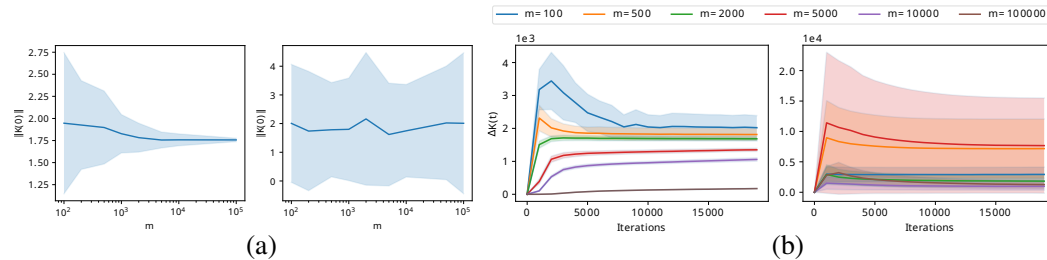 m=100 m=500 m=2000 m=5000 m=10000 m=100000
2.75
2.50
2.25
2.00
1.75
1.50
1.25
‖K(0)‖
10² 10³ 10⁴ 10⁵
m
4
3
2
1
0
‖K(0)‖
10² 10³ 10⁴ 10⁵
m
(a)
1e3
4
3
2
1
0
ΔK(t)
0 5000 10000 15000
Iterations
1e4
2.0
1.5
1.0
0.5
0.0
0 5000 10000 15000
Iterations
(b)